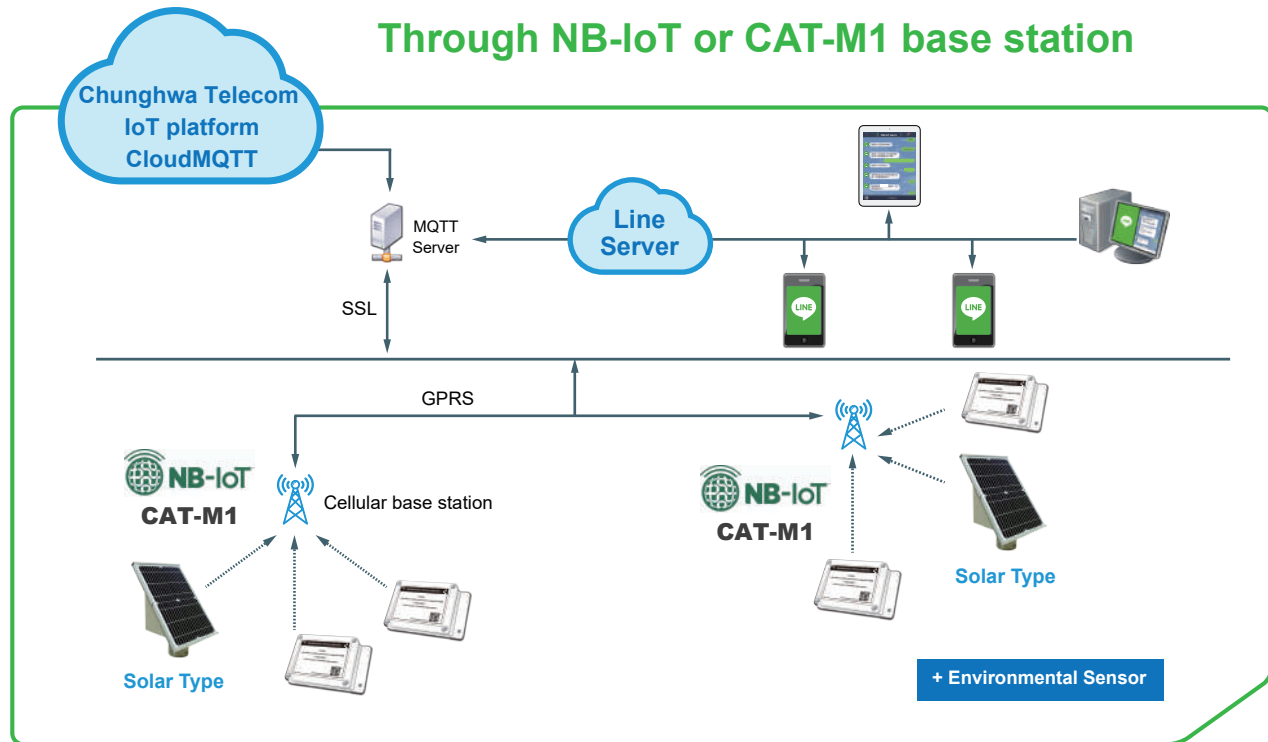 Through NB-IoT or CAT-M1 base station
Chunghwa Telecom
IoT platform
CloudMQTT
MQTT
Server
Line
Server
LINE
LINE
SSL
GPRS
NB-IoT
CAT-M1
Cellular base station
NB-IoT
CAT-M1
Solar Type
Solar Type
+ Environmental Sensor